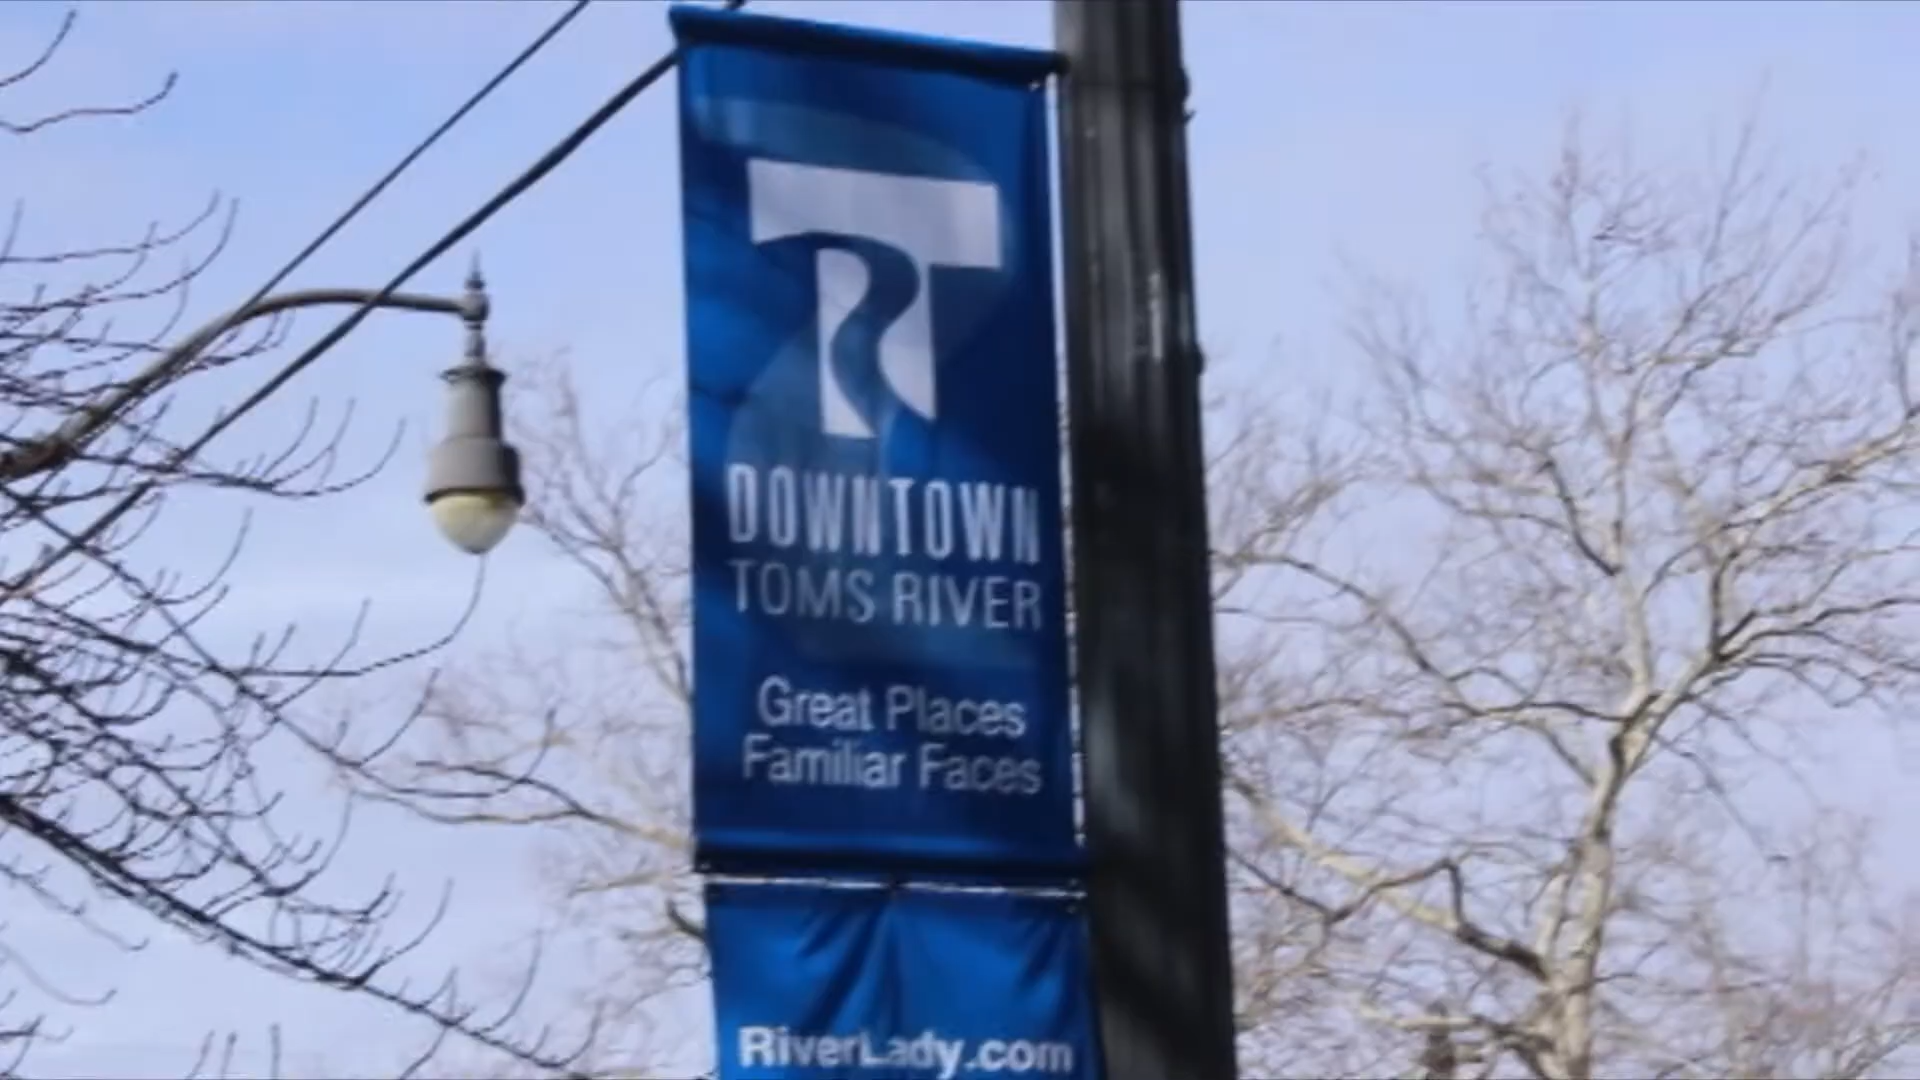 T
DOWNTOWN
TOMS RIVER
Great Places
Familiar Faces
RiverLady.com